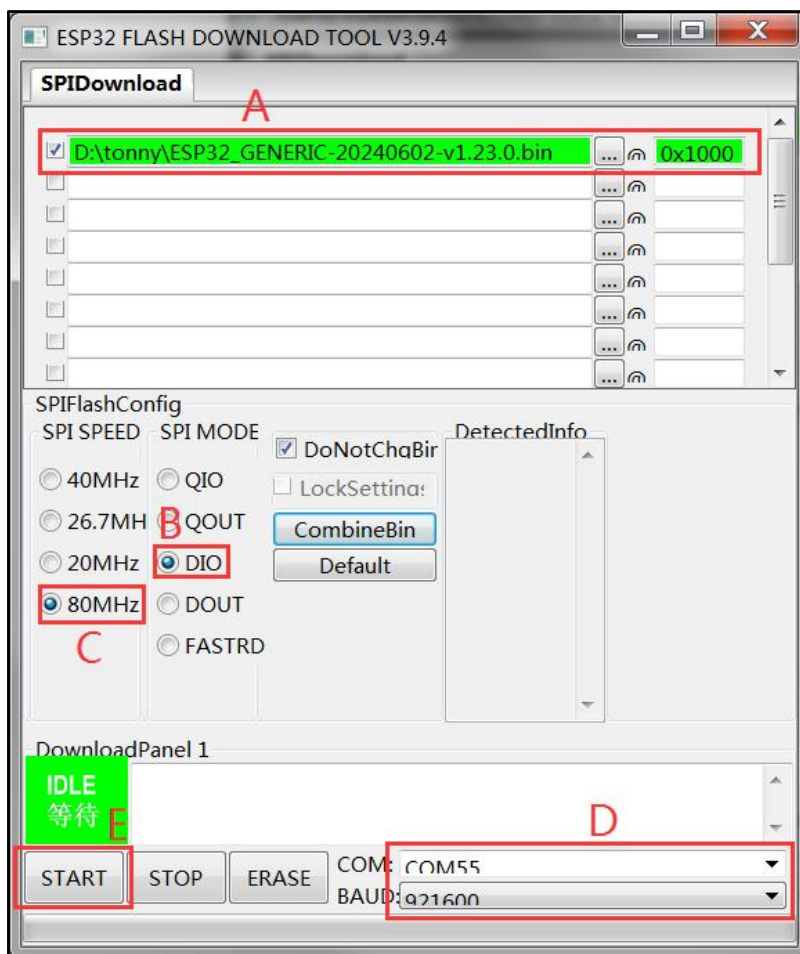 ESP32 FLASH DOWNLOAD TOOL V3.9.4
SPIDownload
A
D:\tonny\ESP32_GENERIC-20240602-v1.23.0.bin ... @ 0x1000
... @
... @
... @
... @
... @
... @
... @
SPIFlashConfig
SPI SPEED SPI MODE DetectedInfo
DoNotChgBin
40MHz QIO LockSettings
26.7MH B QOUT CombineBin
20MHz DIO Default
80MHz DOUT
C FASTRD
DownloadPanel 1
IDLE
等待 E D
START STOP ERASE COM: COM55
BAUD: 921600